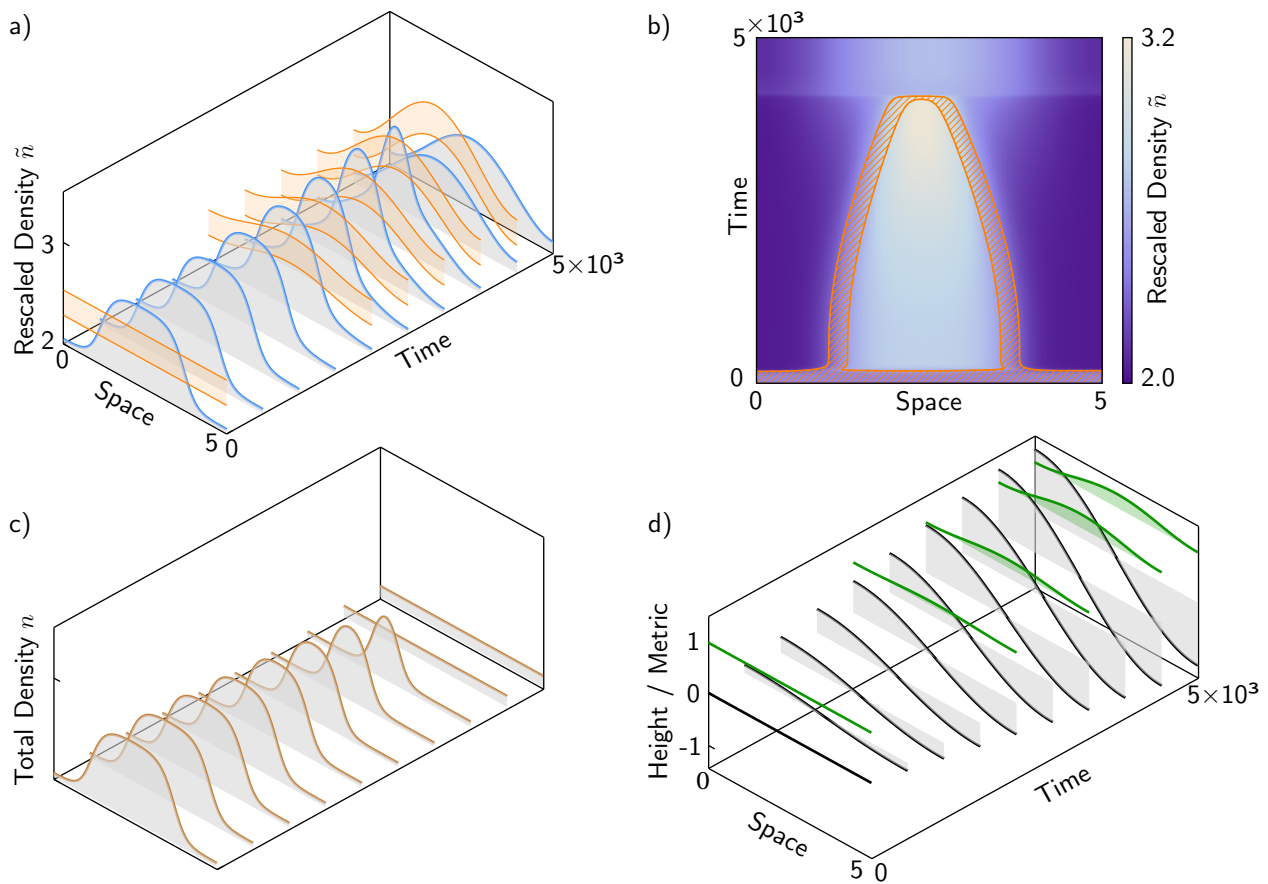 a)
Rescaled Density ñ
3
2
0
Space
5
0
Time
5×10³
b)
5×10³
Time
0
0
Space
5
3.2
2.0
Rescaled Density ñ
c)
Total Density n
d)
Height / Metric
1
0
-1
0
Space
5
0
Time
5×10³